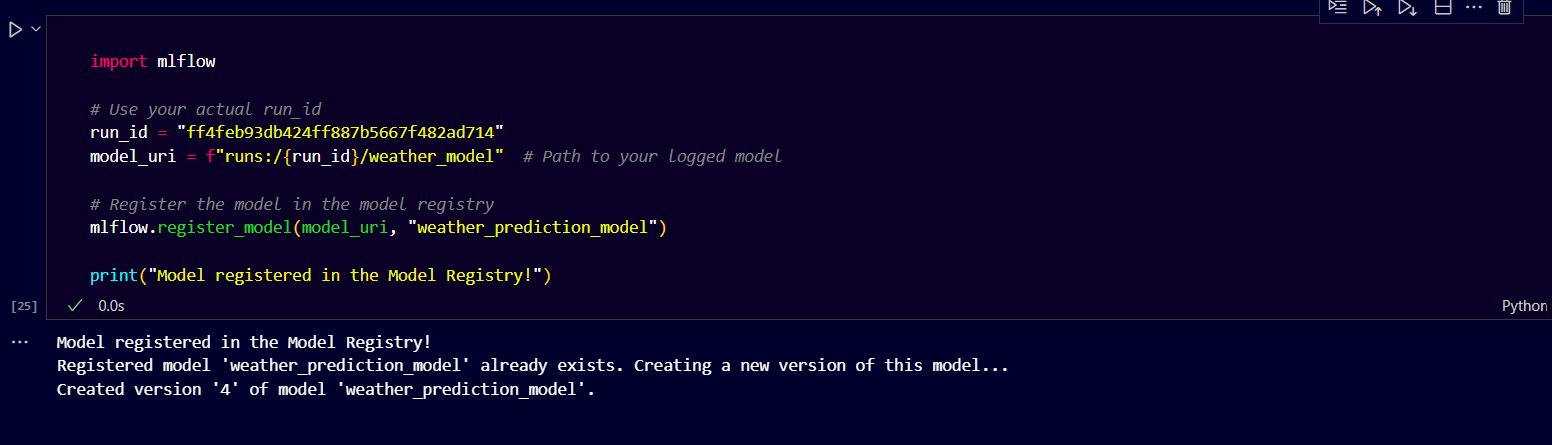 import mlflow
# Use your actual run_id
run_id = "ff4feb93db424ff887b5667f482ad714"
model_uri = f"runs:/{run_id}/weather_model"  # Path to your logged model
# Register the model in the model registry
mlflow.register_model(model_uri, "weather_prediction_model")
print("Model registered in the Model Registry!")
[25]
0.0s
Python
Model registered in the Model Registry!
Registered model 'weather_prediction_model' already exists. Creating a new version of this model...
Created version '4' of model 'weather_prediction_model'.